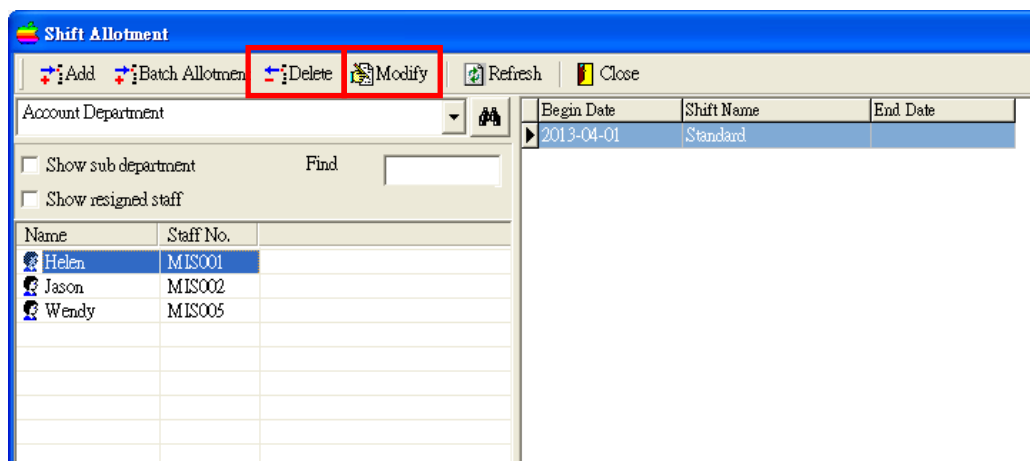 Shift Allotment
Add Batch Allotmen Delete Modify Refresh Close
Account Department
Show sub department Find
Show resigned staff
Name Staff No.
Helen MIS001
Jason MIS002
Wendy MIS005
Begin Date Shift Name End Date
2013-04-01 Standard